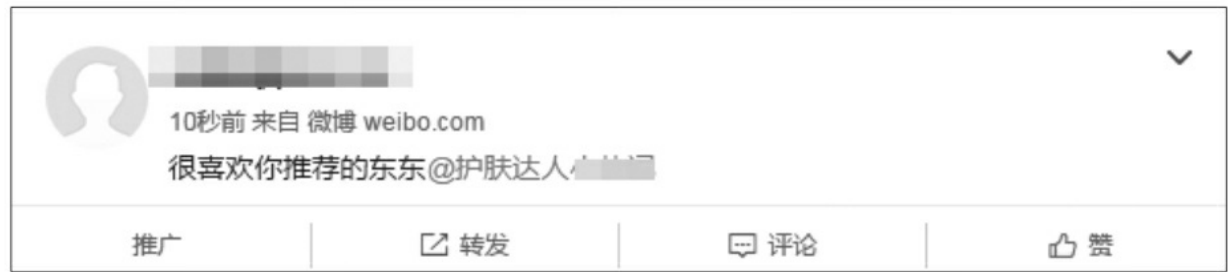 10秒前 来自 微博 weibo.com
很喜欢你推荐的东东@护肤达人
推广
转发
评论
赞